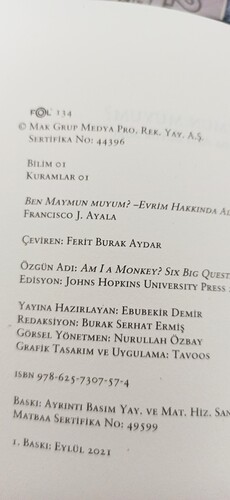 FOL 134
© Mak Grup Medya Pro. Rek. Yay. A.Ş.
Sertifika No: 44396
Bilim 01
Kuramlar 01
Ben Maymun muyum? –Evrim Hakkında
Francisco J. Ayala
Çeviren: Ferit Burak Aydar
Özgün Adı: Am I a Monkey? Six Big
Edisyon: Johns Hopkins University Press
Yayına Hazırlayan: Ebubekir Demir
Redaksiyon: Burak Serhat Ermiş
Görsel Yönetmen: Nurullah Özbay
Grafik Tasarım ve Uygulama: Tavoos
ISBN 978-625-7307-57-4
Baskı: Ayrıntı Basım Yay. ve Mat. Hiz. San
Matbaa Sertifika No: 49599
1. Baskı: Eylül 2021